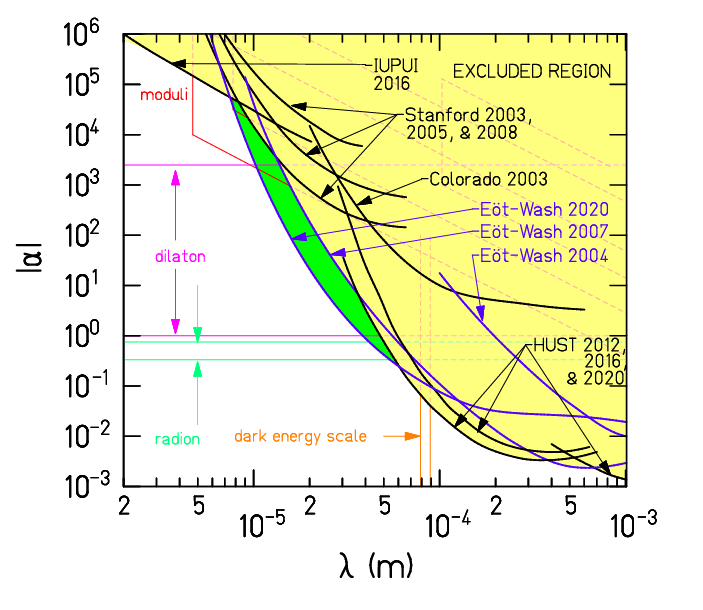 10^6
10^5
10^4
10^3
10^2
10^1
10^0
10^-1
10^-2
10^-3
|α|
IUPUI
2016
EXCLUDED REGION
moduli
Stanford 2003,
2005, & 2008
Colorado 2003
Eöt-Wash 2020
Eöt-Wash 2007
Eöt-Wash 2004
dilaton
HUST 2012,
2016,
& 2020
radion
dark energy scale
2 5 10^-5 2 5 10^-4 2 5 10^-3
λ (m)